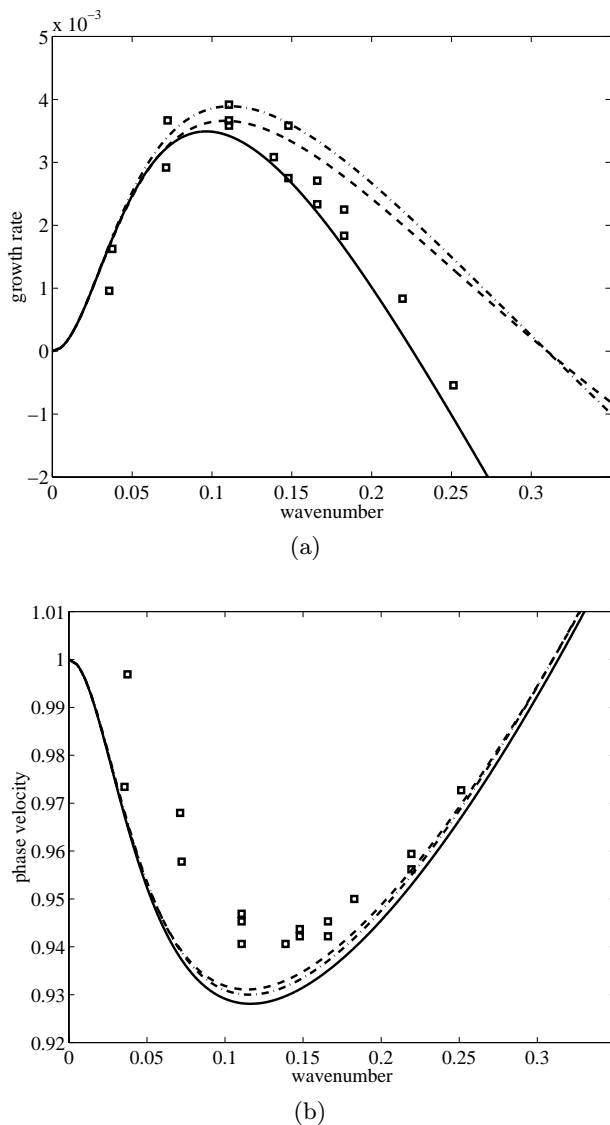 x 10⁻³
5
4
3
2
1
0
−1
−2
growth rate
0 0.05 0.1 0.15 0.2 0.25 0.3
wavenumber
(a)
1.01
1
0.99
0.98
0.97
0.96
0.95
0.94
0.93
0.92
phase velocity
0 0.05 0.1 0.15 0.2 0.25 0.3
wavenumber
(b)